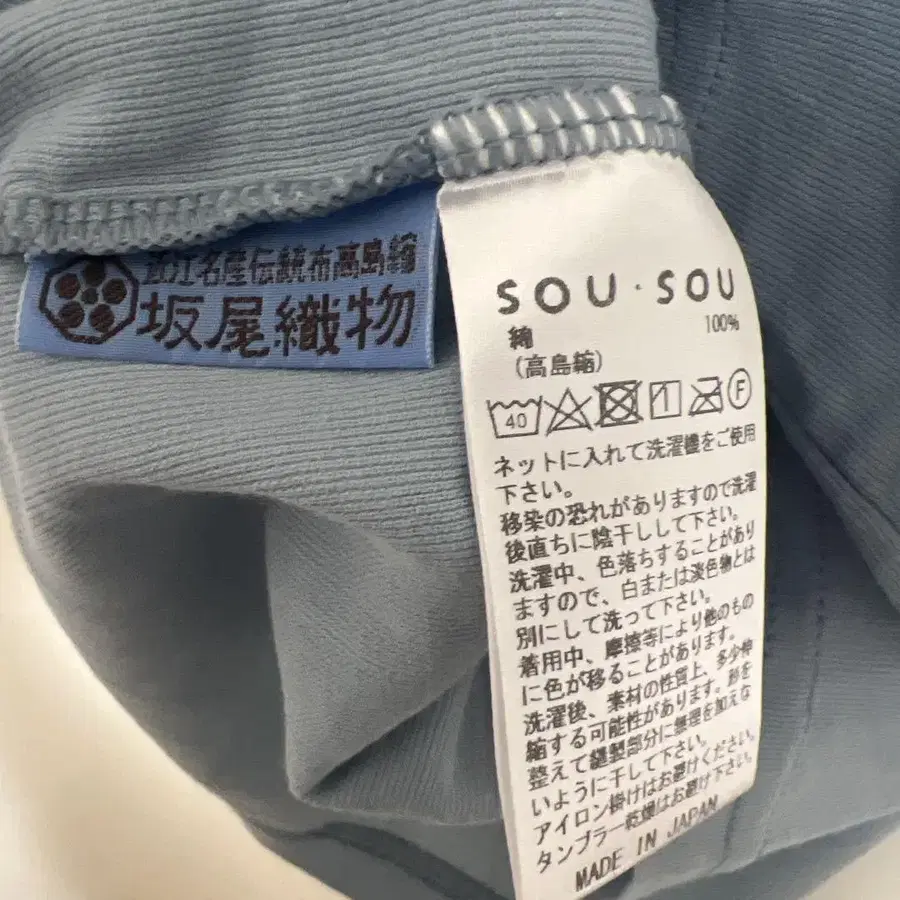 近江名産伝統布高島縮
坂尾織物
SOU・SOU
綿 100%
(高島縮)
40
F
ネットに入れて洗濯機をご使用
下さい。
移染の恐れがありますので洗濯
後直ちに陰干しして下さい。
洗濯中、色落ちすることがあり
ますので、白または淡色物とは
別にして洗って下さい。
着用中、摩擦等により他のもの
に色が移ることがあります。
洗濯後、素材の性質上、多少伸
縮する可能性があります。形を
整えて縫製部分に無理を加えな
いように干して下さい。
アイロン掛けはお避けください。
タンブラー乾燥はお避け下さい。
MADE IN JAPAN